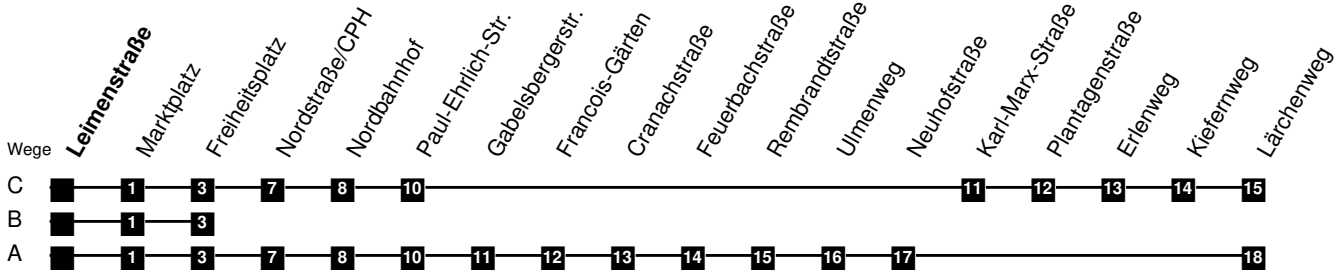 Leimenstraße
Marktplatz
Freiheitsplatz
Nordstraße/CPH
Nordbahnhof
Paul-Ehrlich-Str.
Gabelsbergerstr.
Francois-Gärten
Cranachstraße
Feuerbachstraße
Rembrandtstraße
Ulmenweg
Neuhofstraße
Karl-Marx-Straße
Plantagenstraße
Erlenweg
Kiefernweg
Lärchenweg
Wege
C 1 3 7 8 10 11 12 13 14 15
B 1 3
A 1 3 7 8 10 11 12 13 14 15 16 17 18